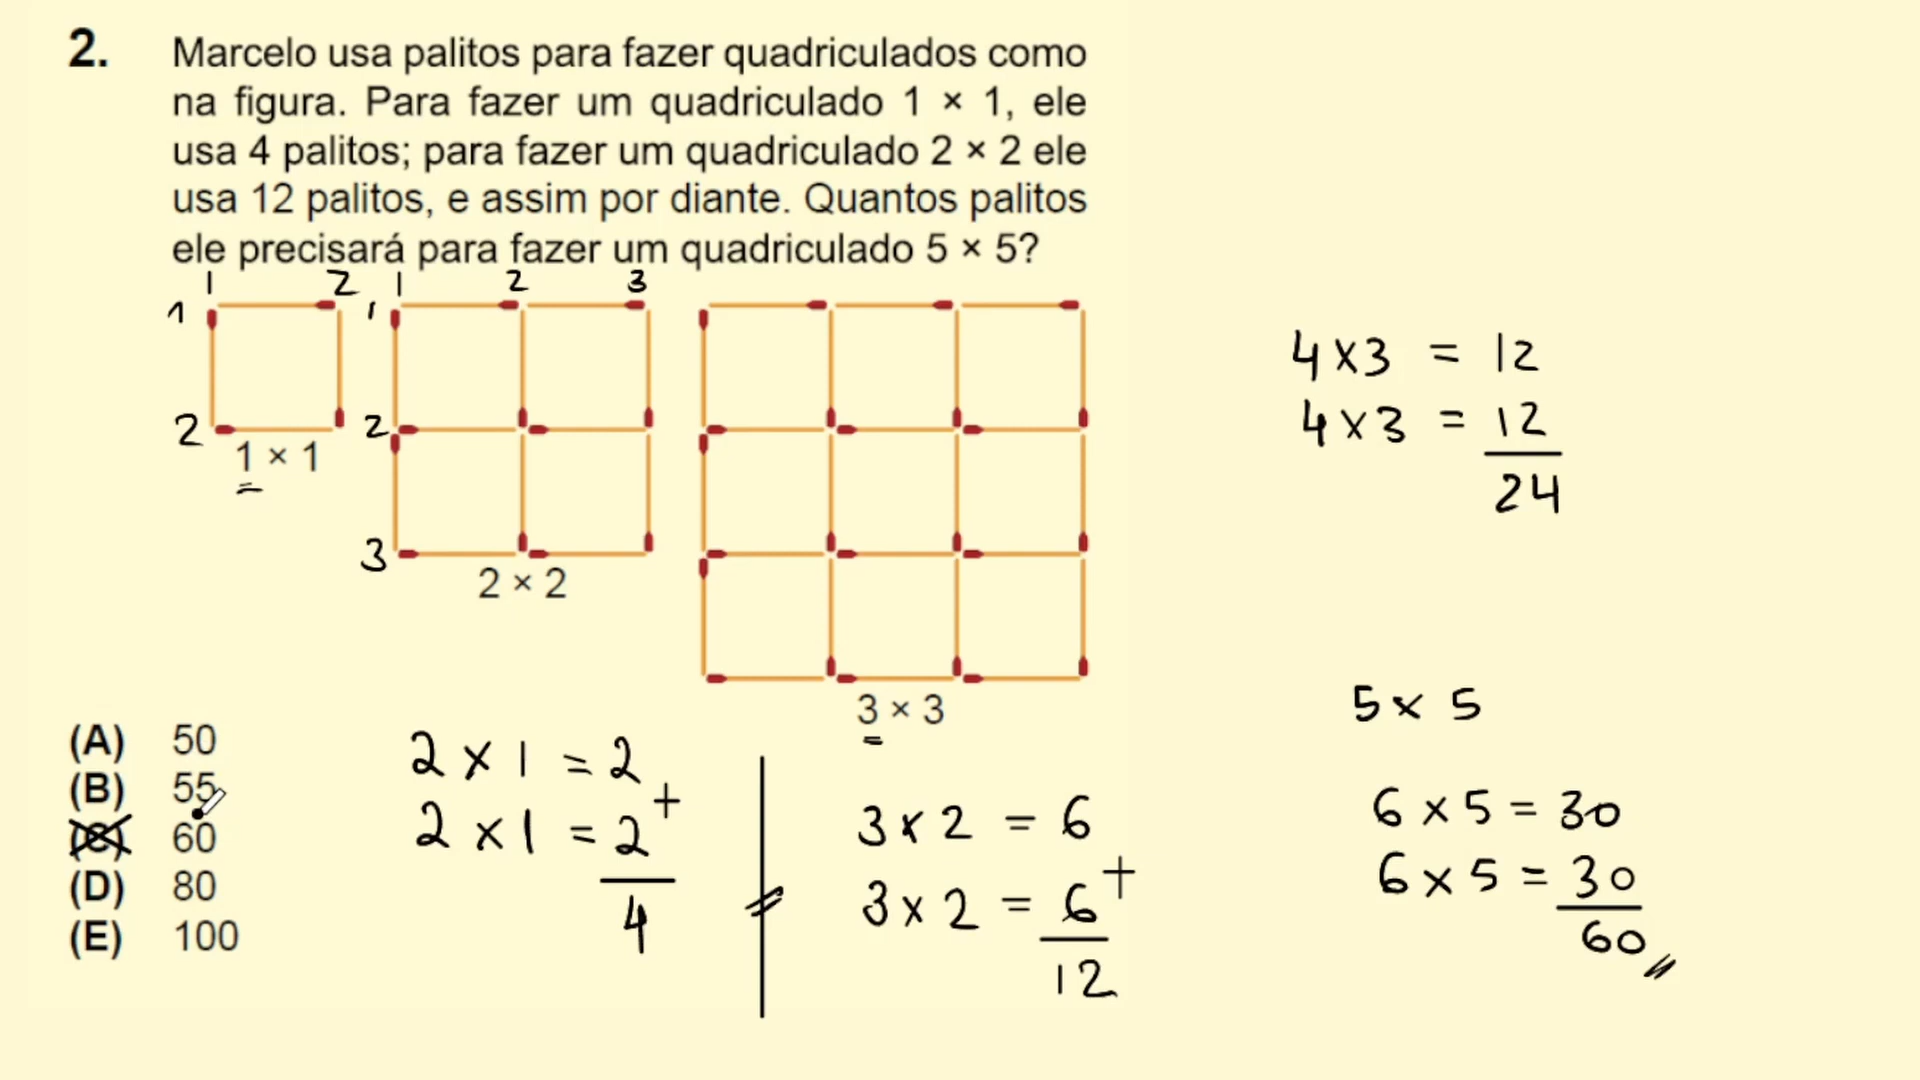 2. Marcelo usa palitos para fazer quadriculados como
na figura. Para fazer um quadriculado 1 × 1, ele
usa 4 palitos; para fazer um quadriculado 2 × 2 ele
usa 12 palitos, e assim por diante. Quantos palitos
ele precisará para fazer um quadriculado 5 × 5?
1 2 1 2 3
1 1
2 2
3
1 × 1
2 × 2
3 × 3
4 x 3 = 12
4 x 3 = 12
24
(A) 50
(B) 55
(C) 60
(D) 80
(E) 100
2 x 1 = 2
+
2 x 1 = 2
4
3 x 2 = 6
+
3 x 2 = 6
12
5 x 5
6 x 5 = 30
6 x 5 = 30
60